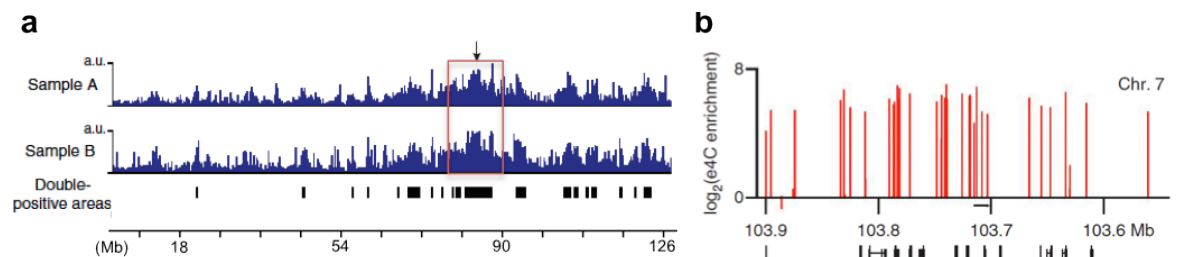 a
a.u.
Sample A
a.u.
Sample B
Double-
positive areas
(Mb) 18 54 90 126
b
log2(e4C enrichment)
8
0
Chr. 7
103.9 103.8 103.7 103.6 Mb